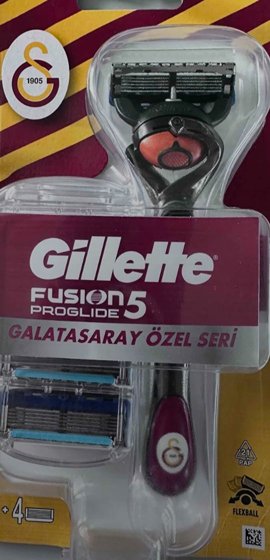 1905
Gillette®
FUSION5
PROGLIDE
GALATASARAY ÖZEL SERİ
FLEXBALL
+4